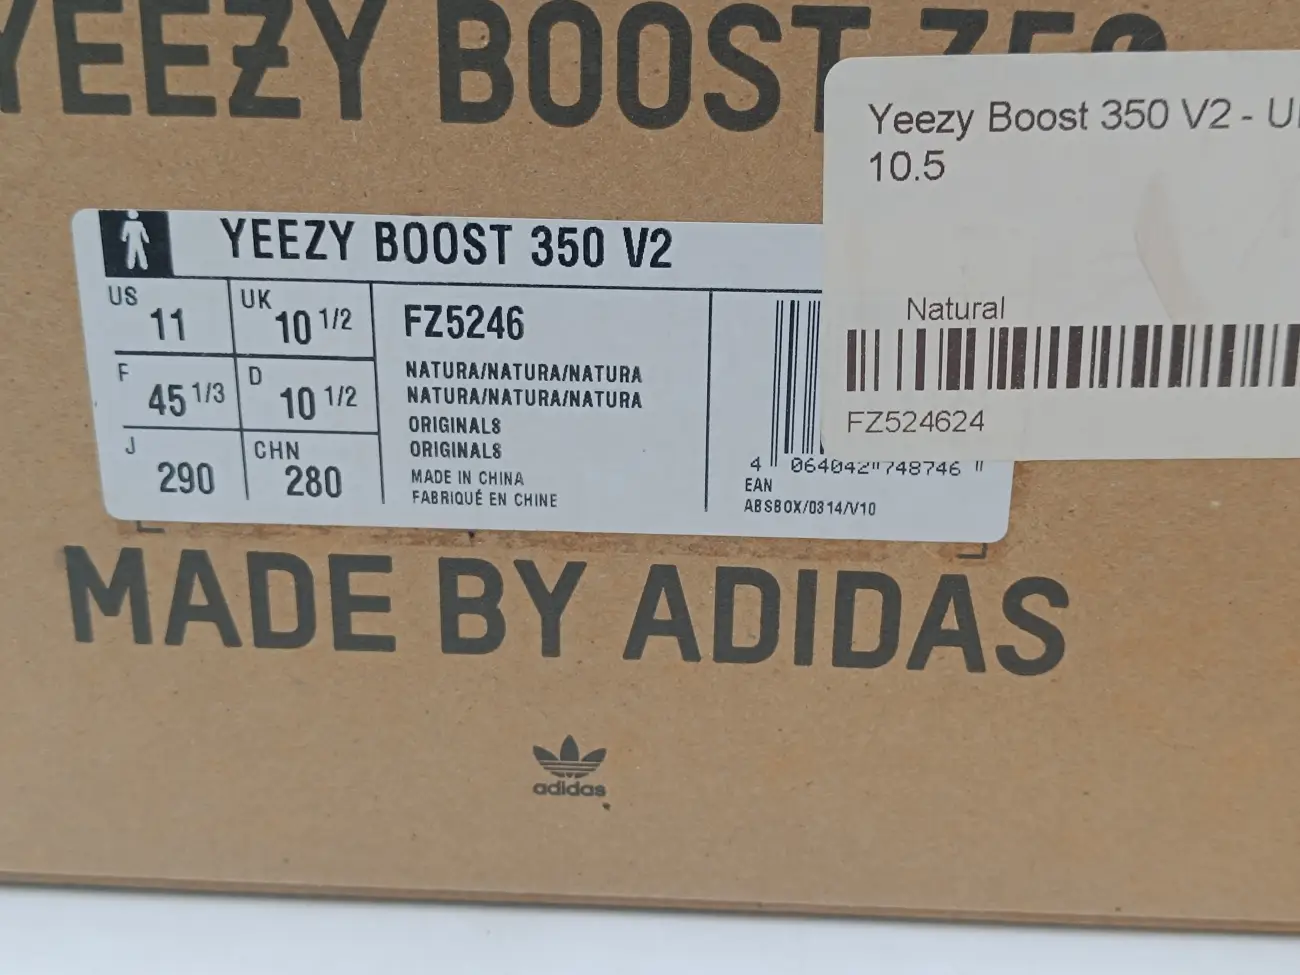 YEEZY BOOST
Yeezy Boost 350 V2 -
10.5
Natural
FZ524624
YEEZY BOOST 350 V2
US 11 UK 10 1/2
F 45 1/3 D 10 1/2
J 290 CHN 280
FZ5246
NATURA/NATURA/NATURA
NATURA/NATURA/NATURA
ORIGINALS
ORIGINALS
MADE IN CHINA
FABRIQUÉ EN CHINE
4 064042 748746
EAN
ABSBOX/0314/V10
MADE BY ADIDAS
adidas